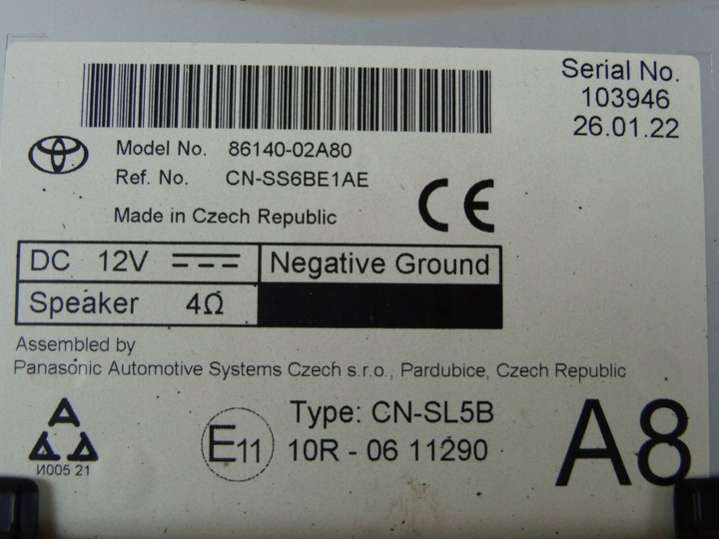 Serial No.
103946
26.01.22
Model No. 86140-02A80
Ref. No. CN-SS6BE1AE
Made in Czech Republic
CE
DC 12V
Negative Ground
Speaker 4Ω
Assembled by
Panasonic Automotive Systems Czech s.r.o., Pardubice, Czech Republic
И005 21
E11
Type: CN-SL5B
10R - 06 11290
A8